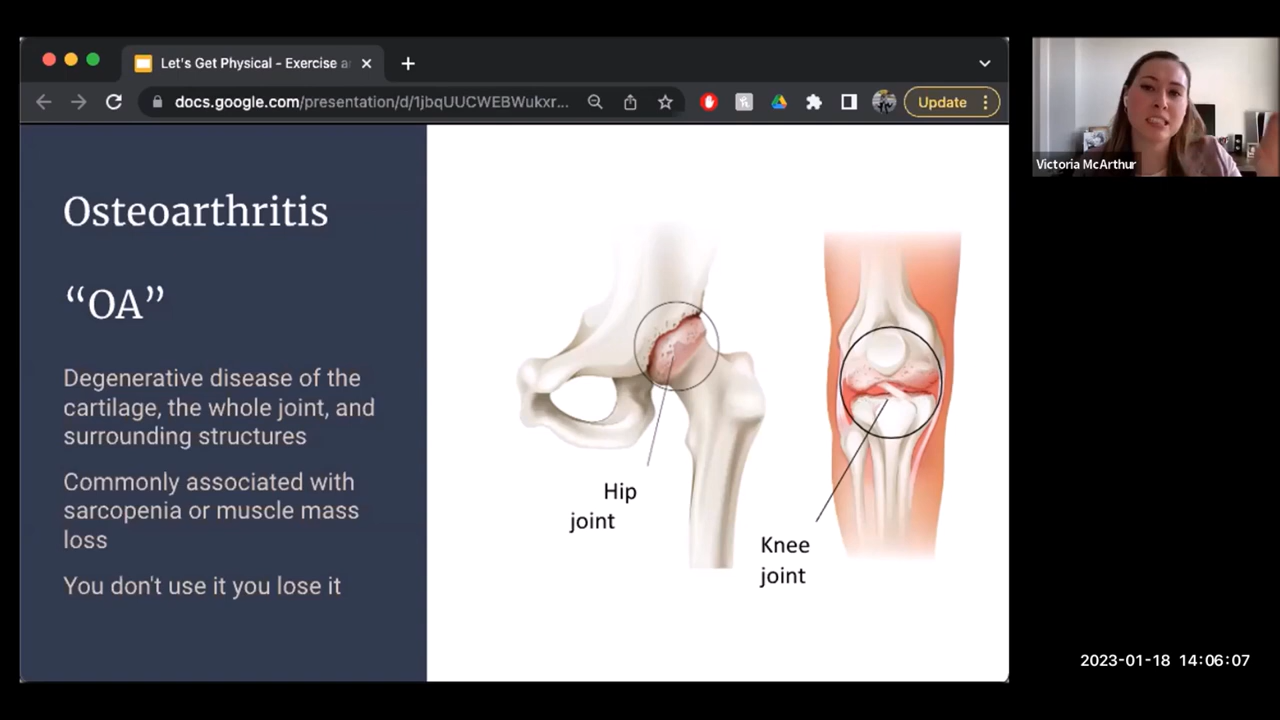 Let's Get Physical - Exercise a
docs.google.com/presentation/d/1jbqUUCWEBWukxr...
Update
Victoria McArthur
Osteoarthritis
“OA”
Degenerative disease of the
cartilage, the whole joint, and
surrounding structures
Commonly associated with
sarcopenia or muscle mass
loss
You don't use it you lose it
Hip
joint
Knee
joint
2023-01-18 14:06:07